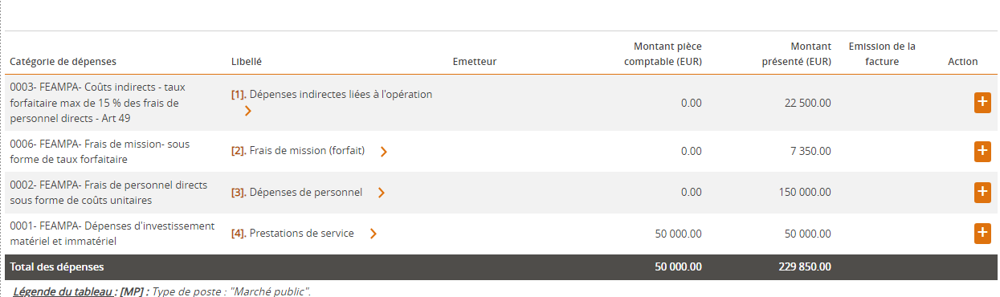 Montant pièce Montant Emission de la
Catégorie de dépenses Libellé Emetteur comptable (EUR) présenté (EUR) facture Action
0003- FEAMPA- Coûts indirects - taux
forfaitaire max de 15 % des frais de
personnel directs - Art 49
[1]. Dépenses indirectes liées à l'opération
0.00 22 500.00
0006- FEAMPA- Frais de mission- sous
forme de taux forfaitaire
[2]. Frais de mission (forfait) 0.00 7 350.00
0002- FEAMPA- Frais de personnel directs
sous forme de coûts unitaires
[3]. Dépenses de personnel 0.00 150 000.00
0001- FEAMPA- Dépenses d'investissement
matériel et immatériel
[4]. Prestations de service 50 000.00 50 000.00
Total des dépenses 50 000.00 229 850.00
Légende du tableau : [MP] : Type de poste : "Marché public".